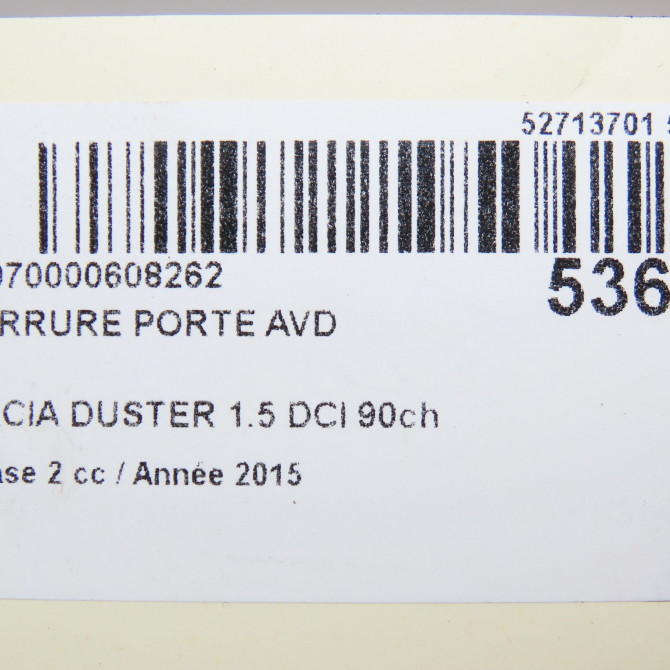 52713701
070000608262
536
RRURE PORTE AVD
CIA DUSTER 1.5 DCI 90ch
ase 2 cc / Année 2015